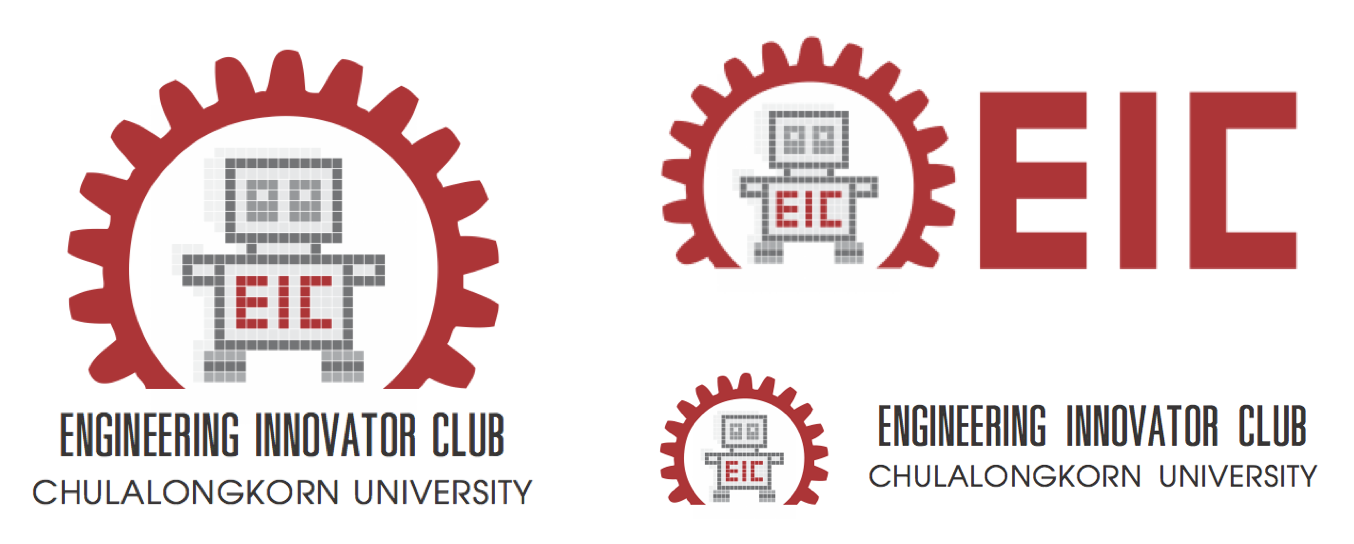 EIC
ENGINEERING INNOVATOR CLUB
CHULALONGKORN UNIVERSITY
EIC
EIC
EIC
ENGINEERING INNOVATOR CLUB
CHULALONGKORN UNIVERSITY